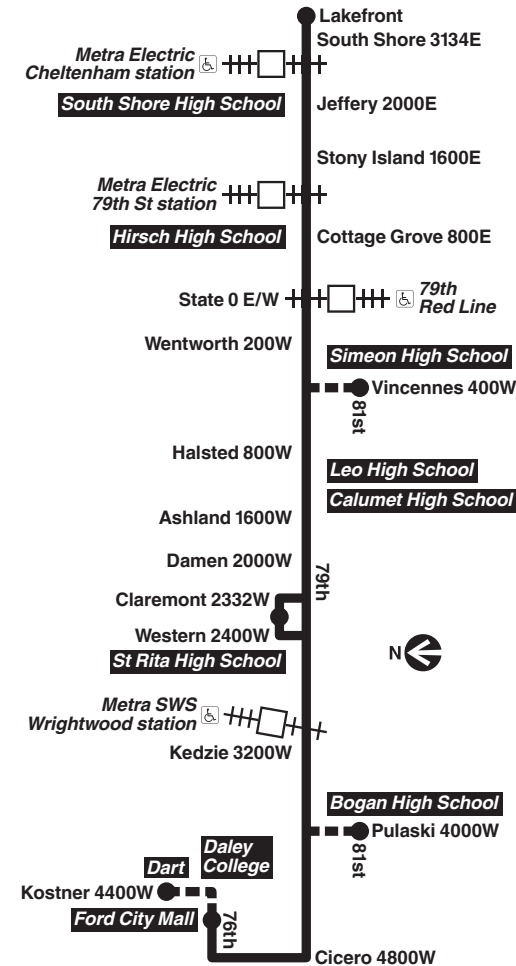 Lakefront
South Shore 3134E
Metra Electric
Cheltenham station
South Shore High School
Jeffery 2000E
Stony Island 1600E
Metra Electric
79th St station
Hirsch High School
Cottage Grove 800E
State 0 E/W
79th
Red Line
Wentworth 200W
Simeon High School
Vincennes 400W
81st
Halsted 800W
Leo High School
Calumet High School
Ashland 1600W
Damen 2000W
79th
Claremont 2332W
Western 2400W
St Rita High School
N
Metra SWS
Wrightwood station
Kedzie 3200W
Bogan High School
Pulaski 4000W
81st
Daley
College
Dart
Kostner 4400W
Ford City Mall
76th
Cicero 4800W